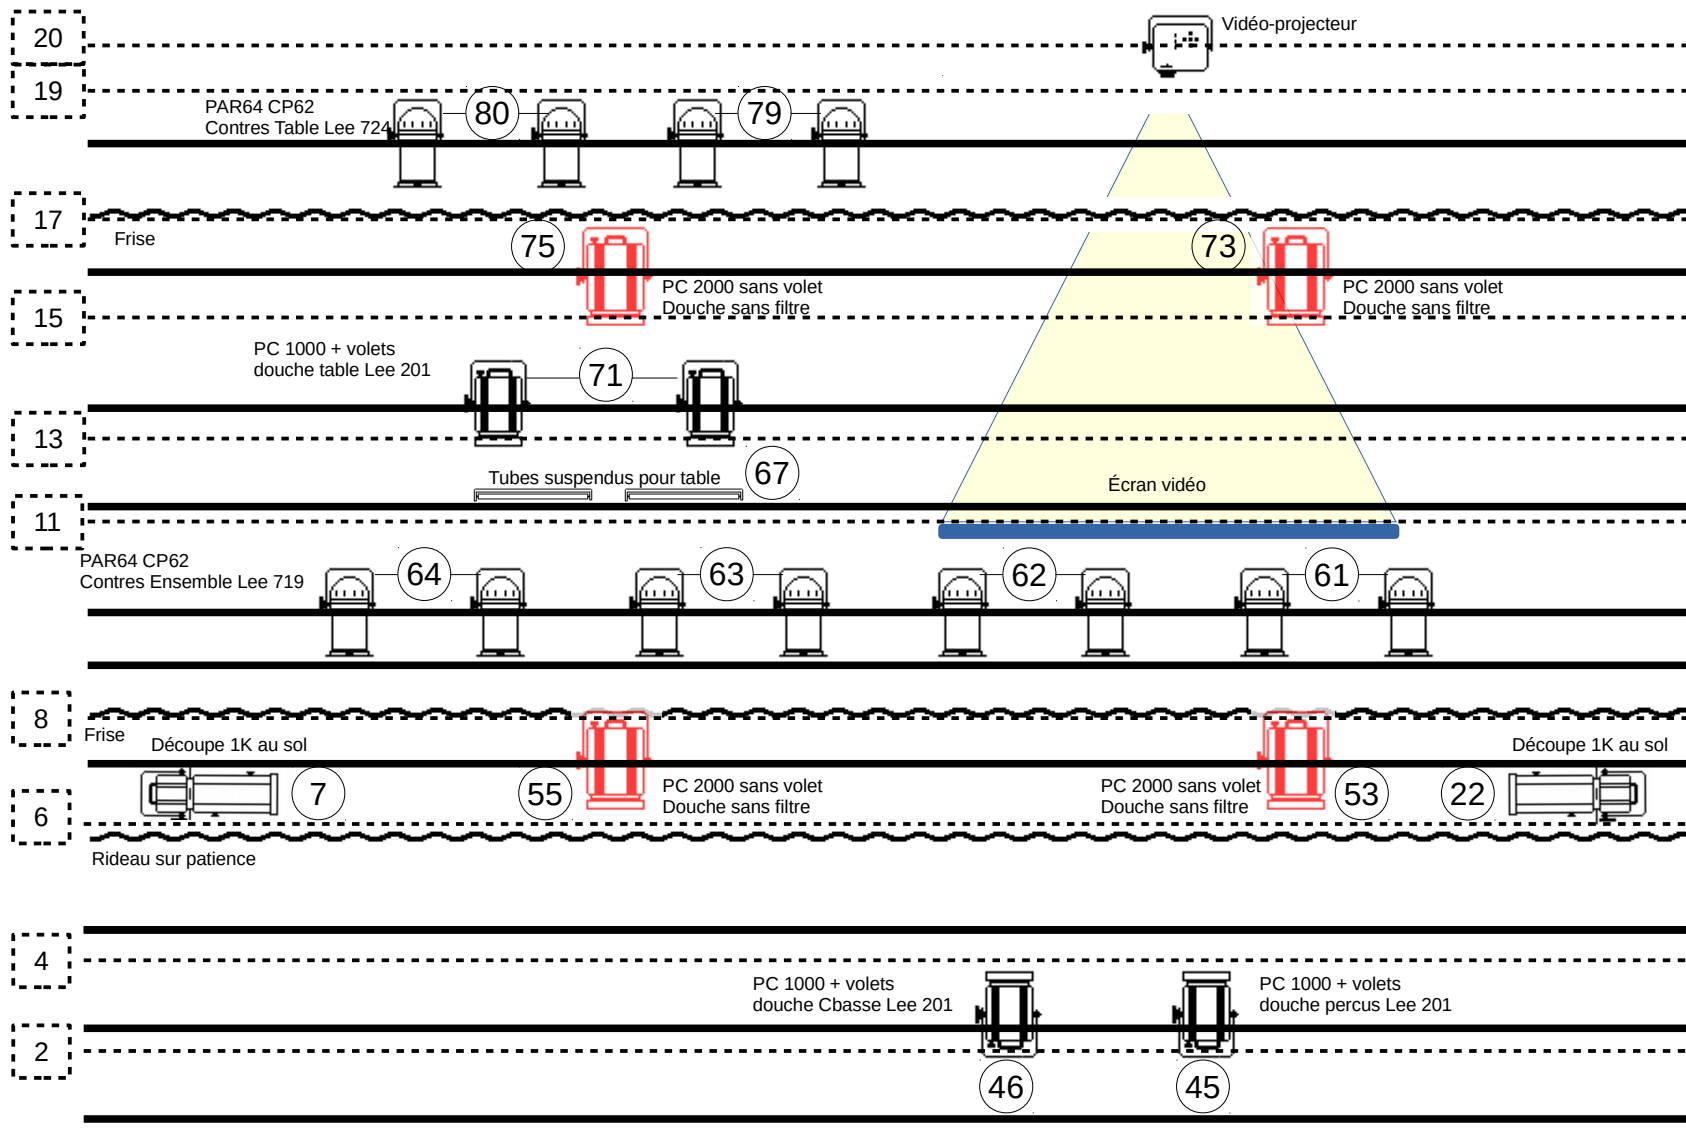 20
Vidéo-projecteur
19
PAR64 CP62
Contres Table Lee 724
80
79
17
Frise
75
73
PC 2000 sans volet
Douche sans filtre
PC 2000 sans volet
Douche sans filtre
15
PC 1000 + volets
douche table Lee 201
71
13
Tubes suspendus pour table
67
Écran vidéo
11
PAR64 CP62
Contres Ensemble Lee 719
64
63
62
61
8
Frise
Découpe 1K au sol
Découpe 1K au sol
7
55
PC 2000 sans volet
Douche sans filtre
PC 2000 sans volet
Douche sans filtre
53
22
6
Rideau sur patience
4
PC 1000 + volets
douche Cbasse Lee 201
PC 1000 + volets
douche percus Lee 201
2
46
45